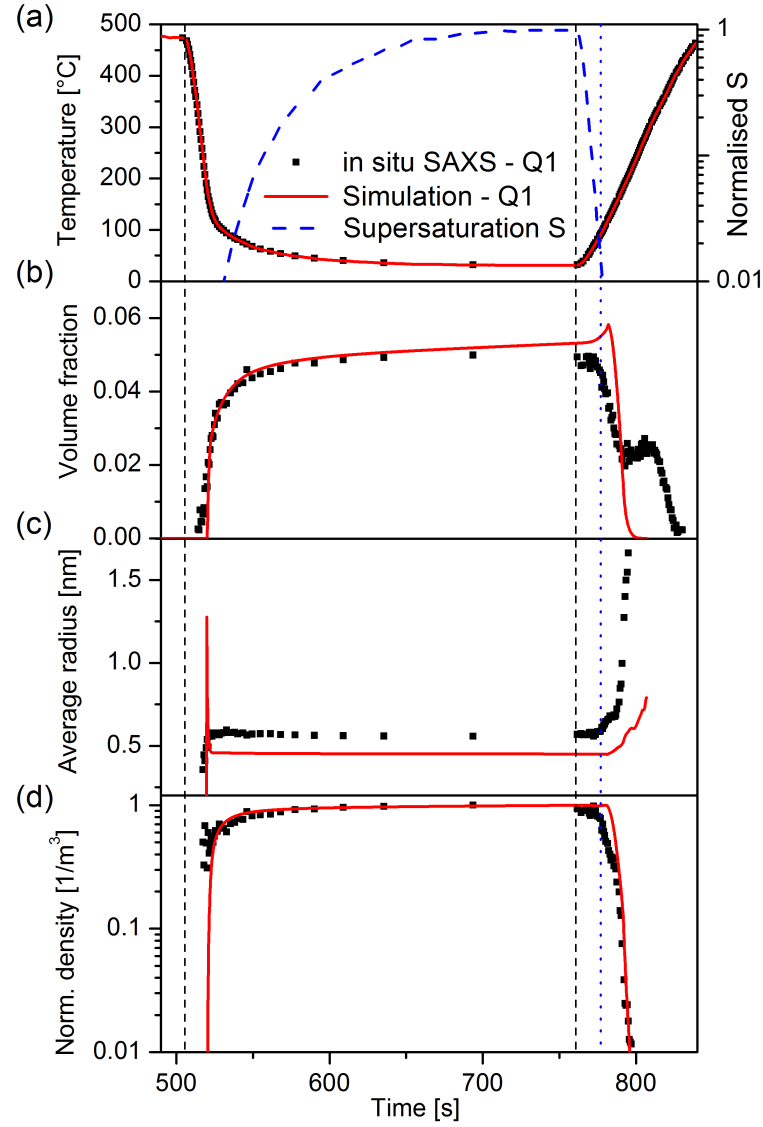 (a)
500
400
300
200
100
0
Temperature [°C]
1
0.1
0.01
Normalised S
in situ SAXS - Q1
Simulation - Q1
Supersaturation S
(b)
0.06
0.04
0.02
0.00
Volume fraction
(c)
1.5
1.0
0.5
Average radius [nm]
(d)
1
0.1
0.01
Norm. density [1/m³]
500
600
700
800
Time [s]